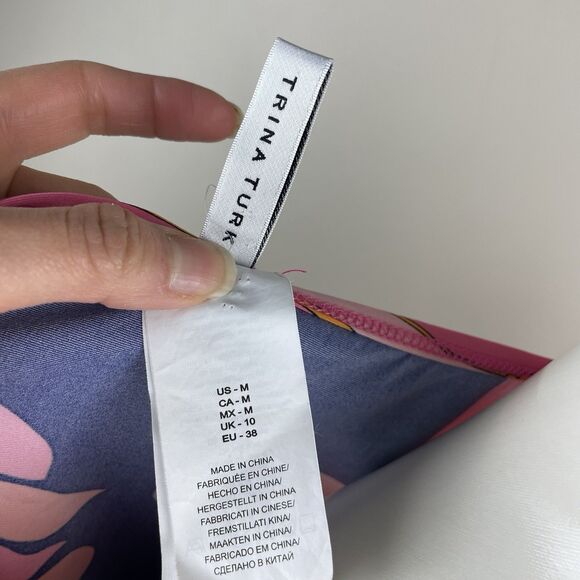 TRINA TURK
US - M
CA - M
MX - M
UK - 10
EU - 38
MADE IN CHINA
FABRIQUÉE EN CHINE/
HECHO EN CHINA/
HERGESTELLT IN CHINA/
FABBRICATI IN CINESE/
FREMSTILLATI KINA/
MAAKTEN IN CHINA/
FABRICADO EM CHINA/
СДЕЛАНО В КИТАЙ